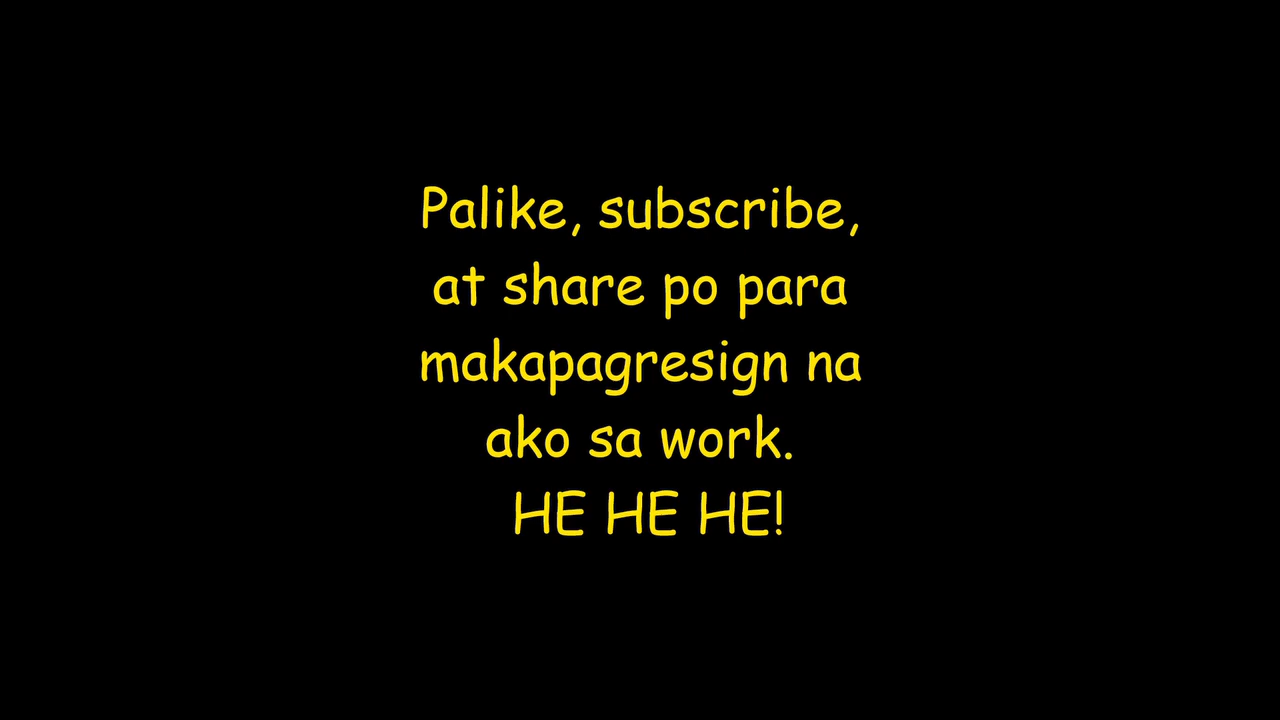 Palike, subscribe,
at share po para
makapagresign na
ako sa work.
HE HE HE!